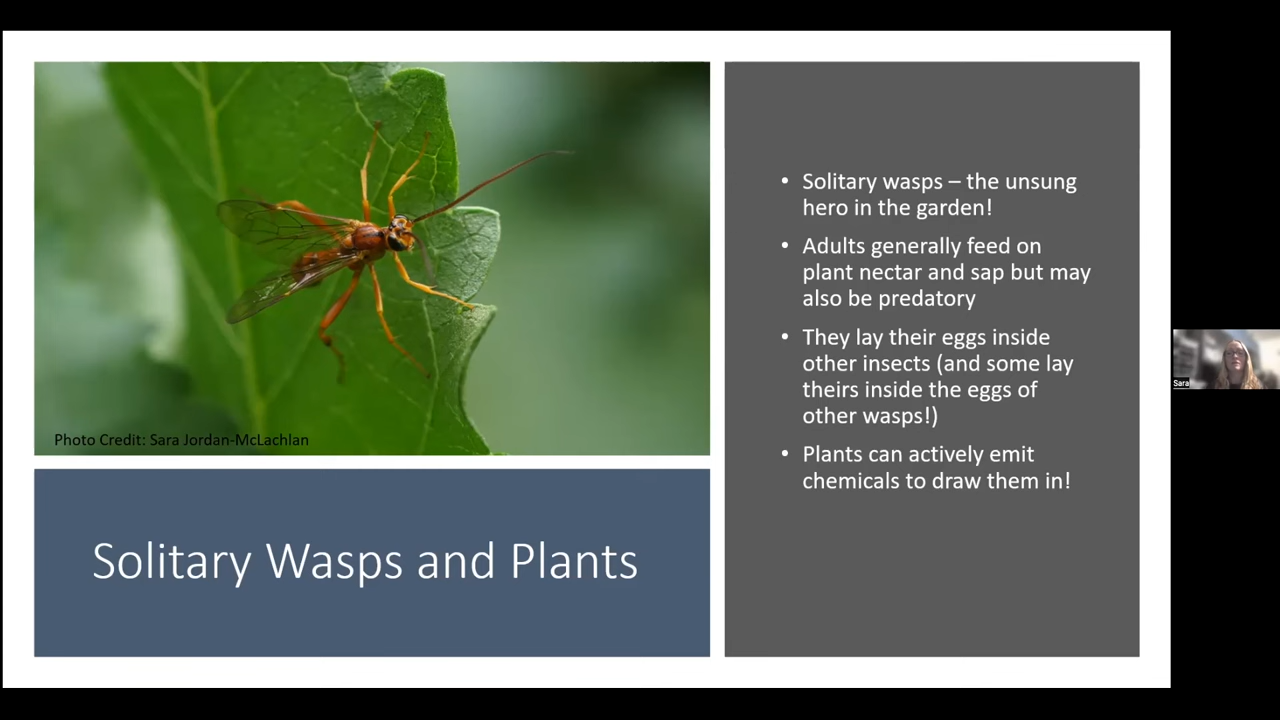 Photo Credit: Sara Jordan-McLachlan
Solitary Wasps and Plants
• Solitary wasps – the unsung
hero in the garden!
• Adults generally feed on
plant nectar and sap but may
also be predatory
• They lay their eggs inside
other insects (and some lay
theirs inside the eggs of
other wasps!)
• Plants can actively emit
chemicals to draw them in!
Sara